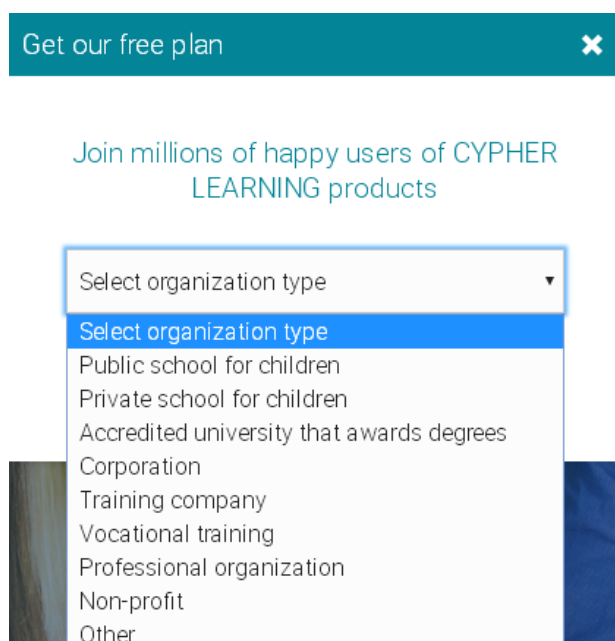 Get our free plan
Join millions of happy users of CYPHER
LEARNING products
Select organization type
Select organization type
Public school for children
Private school for children
Accredited university that awards degrees
Corporation
Training company
Vocational training
Professional organization
Non-profit
Other